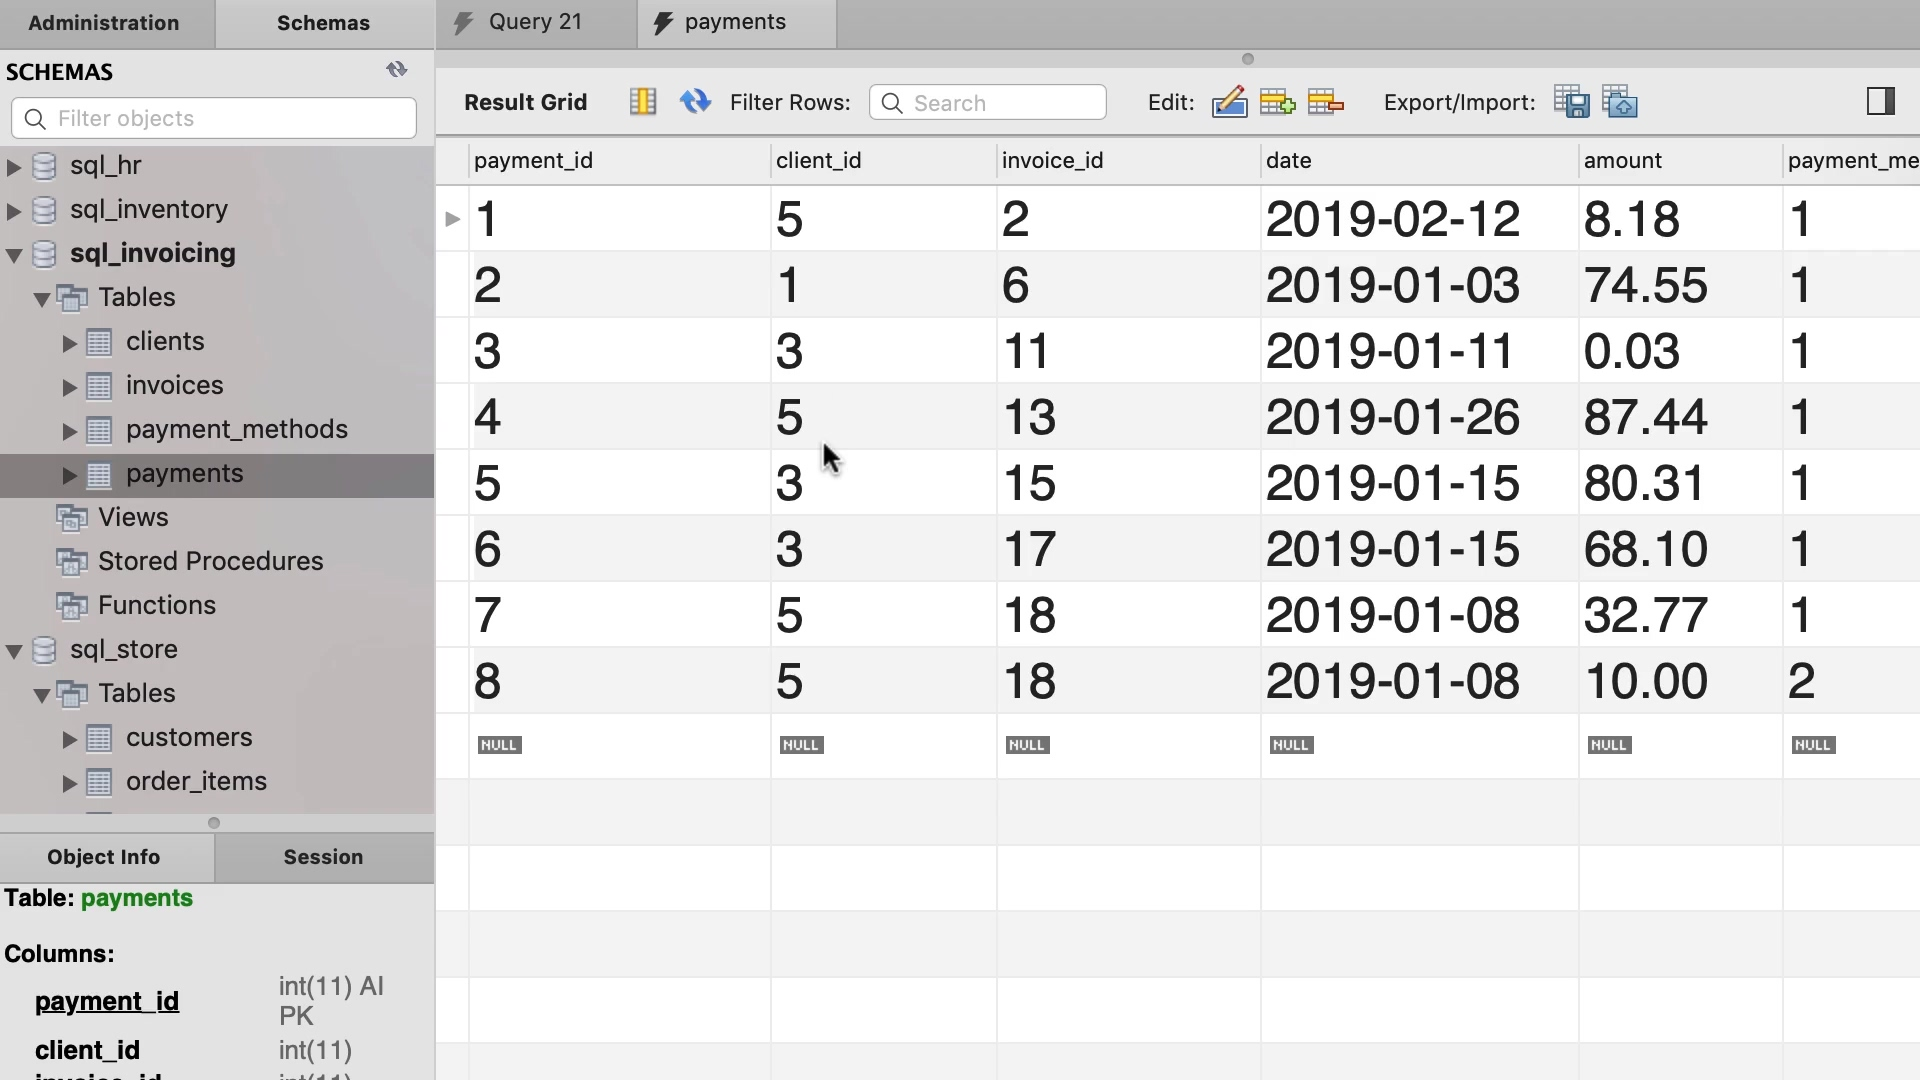 Administration Schemas
SCHEMAS
Filter objects
sql_hr
sql_inventory
sql_invoicing
Tables
clients
invoices
payment_methods
payments
Views
Stored Procedures
Functions
sql_store
Tables
customers
order_items
Object Info Session
Table: payments
Columns:
payment_id int(11) AI
PK
client_id int(11)
invoice_id int(11)
Query 21 payments
Result Grid Filter Rows: Search Edit: Export/Import:
payment_id client_id invoice_id date amount payment_me
1 5 2 2019-02-12 8.18 1
2 1 6 2019-01-03 74.55 1
3 3 11 2019-01-11 0.03 1
4 5 13 2019-01-26 87.44 1
5 3 15 2019-01-15 80.31 1
6 3 17 2019-01-15 68.10 1
7 5 18 2019-01-08 32.77 1
8 5 18 2019-01-08 10.00 2
NULL NULL NULL NULL NULL NULL